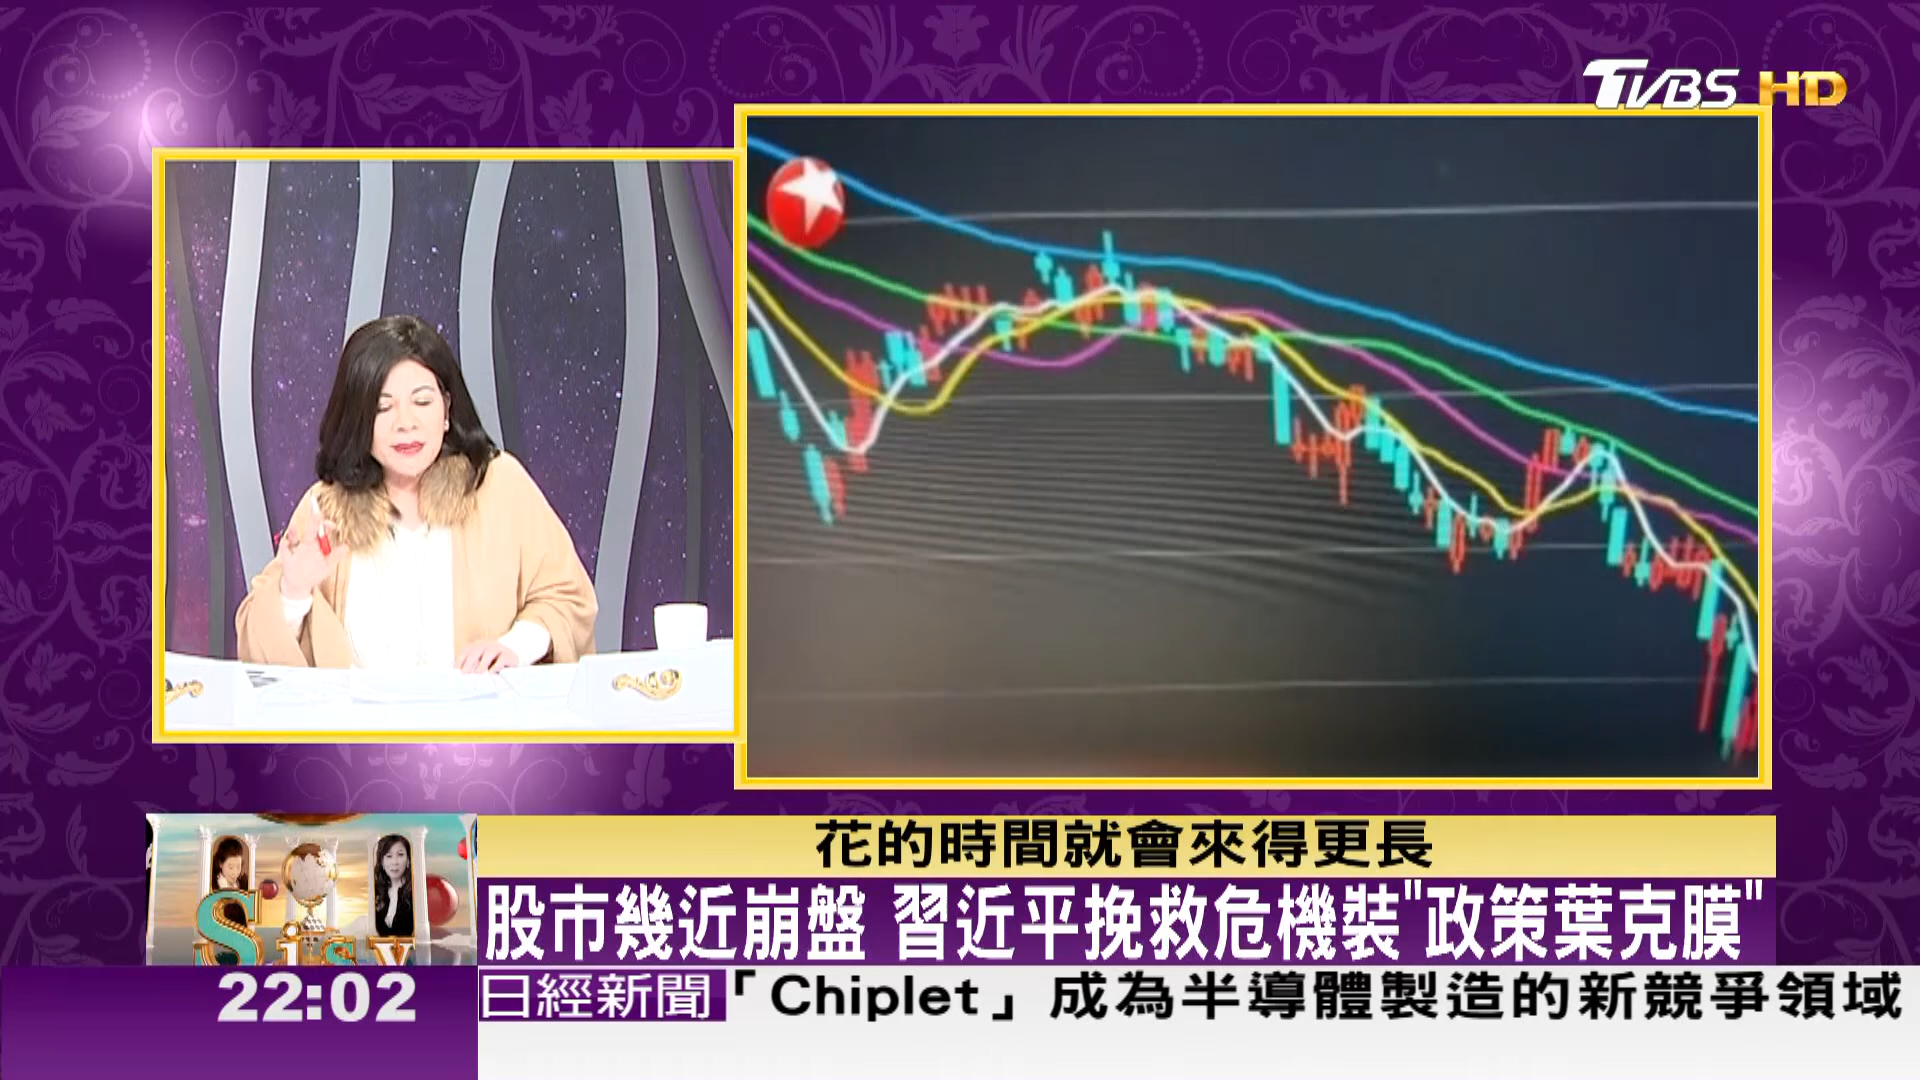 TVBS HD
花的時間就會來得更長
股市幾近崩盤 習近平挽救危機裝"政策葉克膜"
Sisy
22:02
日經新聞「Chiplet」成為半導體製造的新競爭領域